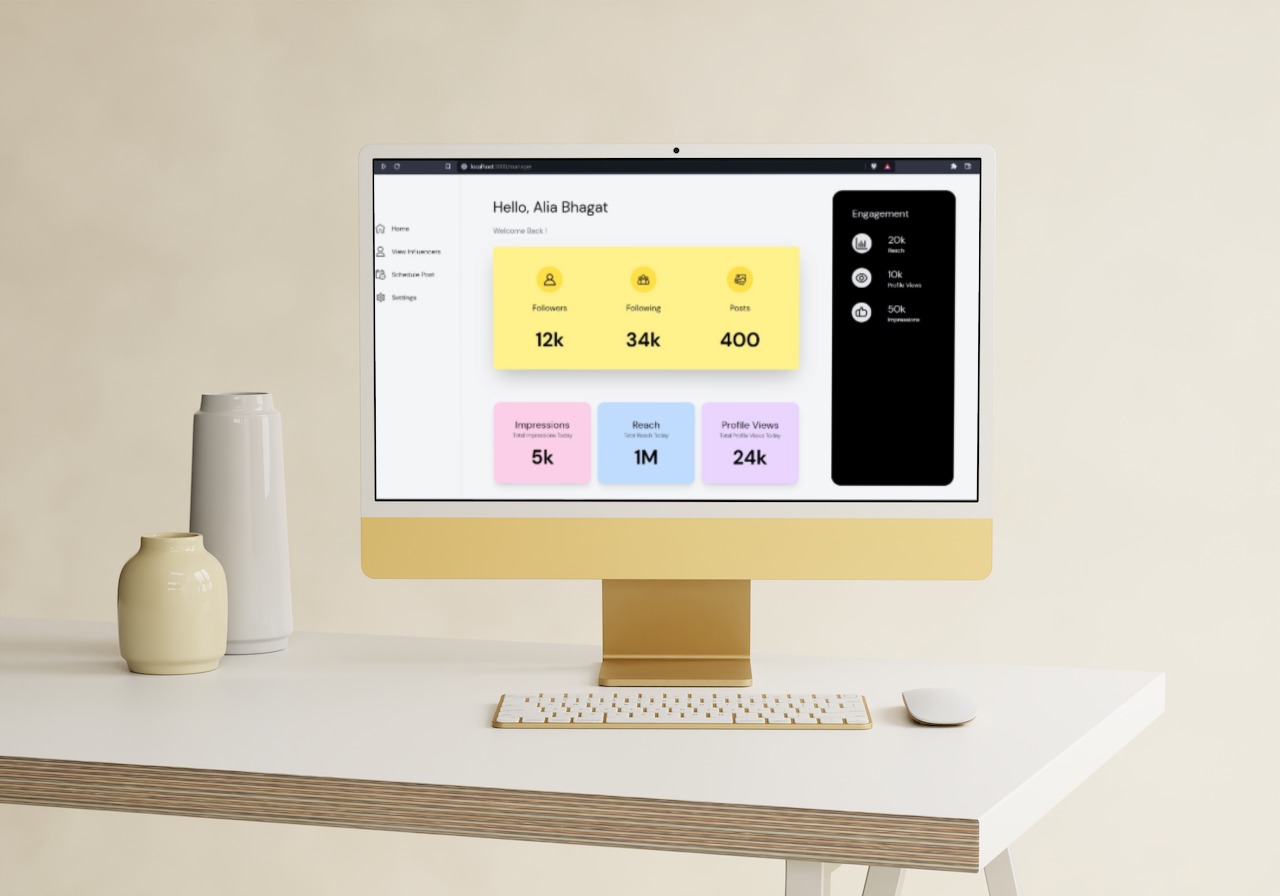 localhost:3000/manager
Home
View Influencers
Schedule Post
Settings
Hello, Alia Bhagat
Welcome Back !
Followers
12k
Following
34k
Posts
400
Impressions
Total Impressions Today
5k
Reach
Total Reach Today
1M
Profile Views
Total Profile Views Today
24k
Engagement
20k
Reach
10k
Profile Views
50k
Impressions